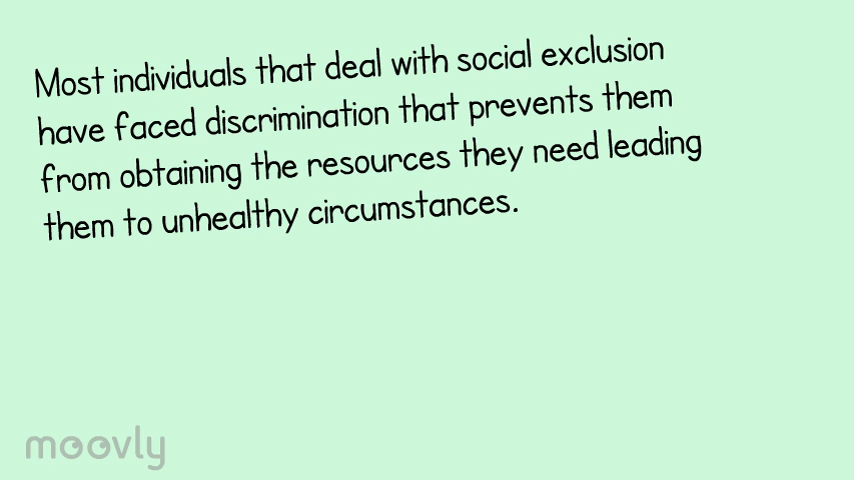 Most individuals that deal with social exclusion
have faced discrimination that prevents them
from obtaining the resources they need leading
them to unhealthy circumstances.
moovly